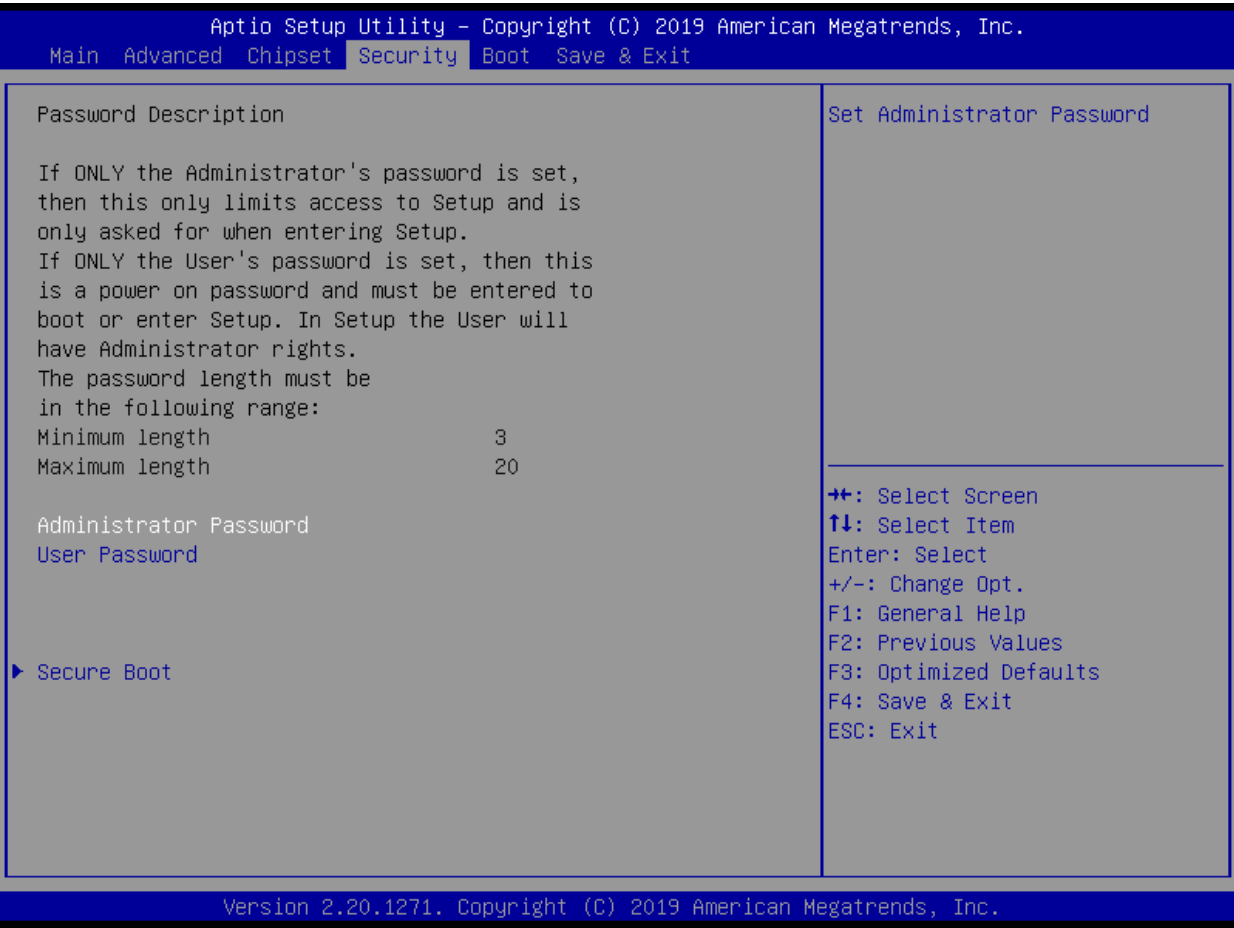 Aptio Setup Utility – Copyright (C) 2019 American Megatrends, Inc.
Main Advanced Chipset Security Boot Save & Exit
Password Description
If ONLY the Administrator's password is set,
then this only limits access to Setup and is
only asked for when entering Setup.
If ONLY the User's password is set, then this
is a power on password and must be entered to
boot or enter Setup. In Setup the User will
have Administrator rights.
The password length must be
in the following range:
Minimum length 3
Maximum length 20
Administrator Password
User Password
Secure Boot
Set Administrator Password
→←: Select Screen
↑↓: Select Item
Enter: Select
+/-: Change Opt.
F1: General Help
F2: Previous Values
F3: Optimized Defaults
F4: Save & Exit
ESC: Exit
Version 2.20.1271. Copyright (C) 2019 American Megatrends, Inc.